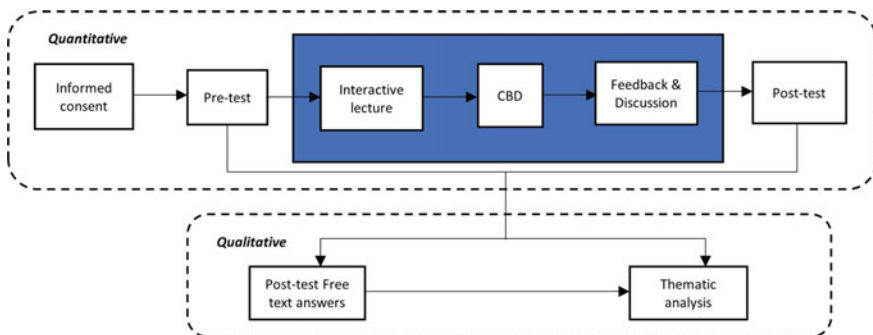 Quantitative
Informed
consent
Pre-test
Interactive
lecture
CBD
Feedback &
Discussion
Post-test
Qualitative
Post-test Free
text answers
Thematic
analysis